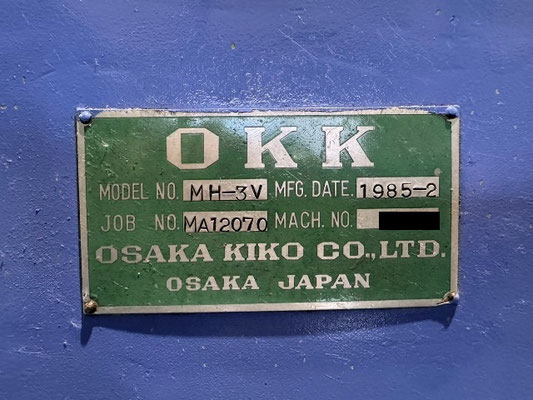 OKK
MODEL NO. MH-3V MFG. DATE. 1985-2
JOB NO. MA12070 MACH. NO.
OSAKA KIKO CO., LTD.
OSAKA JAPAN